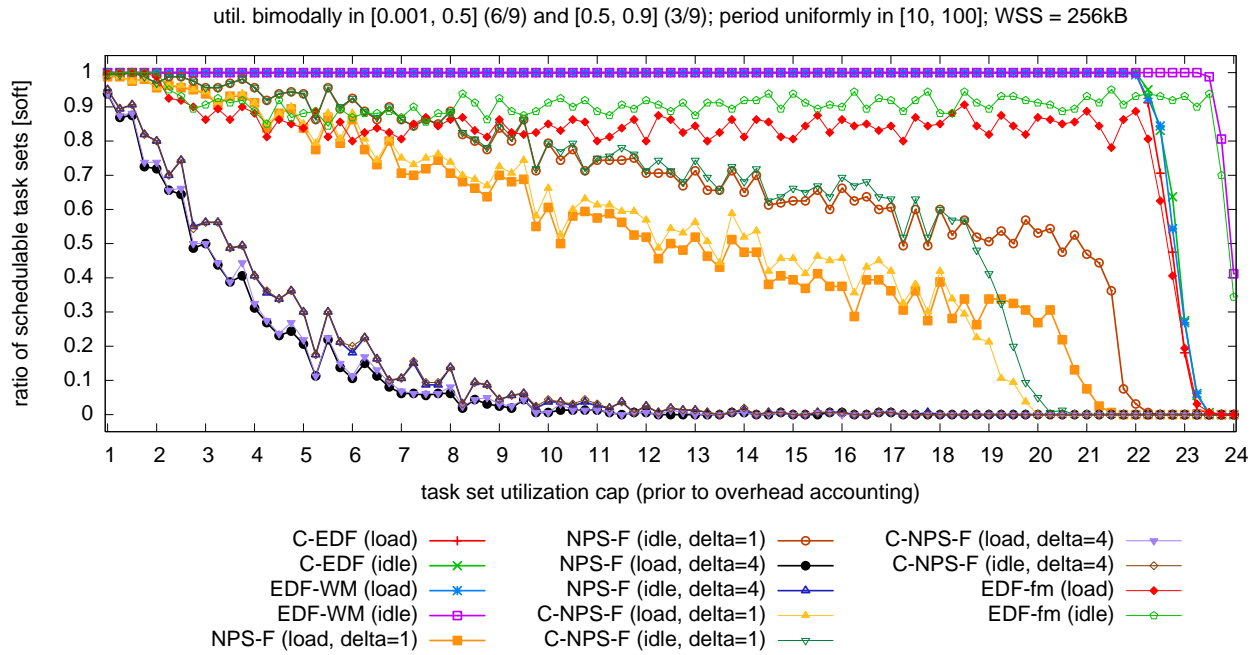 util. bimodally in [0.001, 0.5] (6/9) and [0.5, 0.9] (3/9); period uniformly in [10, 100]; WSS = 256kB
ratio of schedulable task sets [soft]
1
0.9
0.8
0.7
0.6
0.5
0.4
0.3
0.2
0.1
0
1 2 3 4 5 6 7 8 9 10 11 12 13 14 15 16 17 18 19 20 21 22 23 24
task set utilization cap (prior to overhead accounting)
C-EDF (load)
C-EDF (idle)
EDF-WM (load)
EDF-WM (idle)
NPS-F (load, delta=1)
NPS-F (idle, delta=1)
NPS-F (load, delta=4)
NPS-F (idle, delta=4)
C-NPS-F (load, delta=1)
C-NPS-F (idle, delta=1)
C-NPS-F (load, delta=4)
C-NPS-F (idle, delta=4)
EDF-fm (load)
EDF-fm (idle)